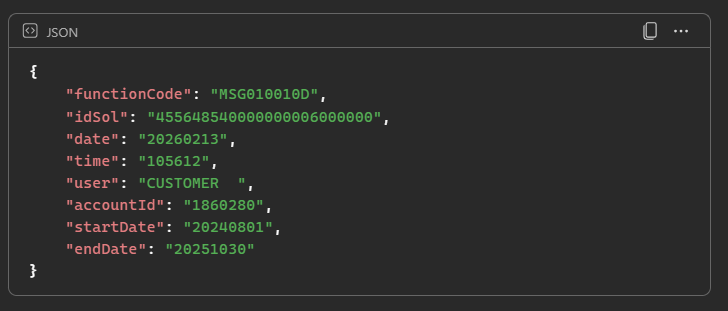 JSON
{
    "functionCode": "MSG010010D",
    "idSol": "455648540000000006000000",
    "date": "20260213",
    "time": "105612",
    "user": "CUSTOMER  ",
    "accountId": "1860280",
    "startDate": "20240801",
    "endDate": "20251030"
}